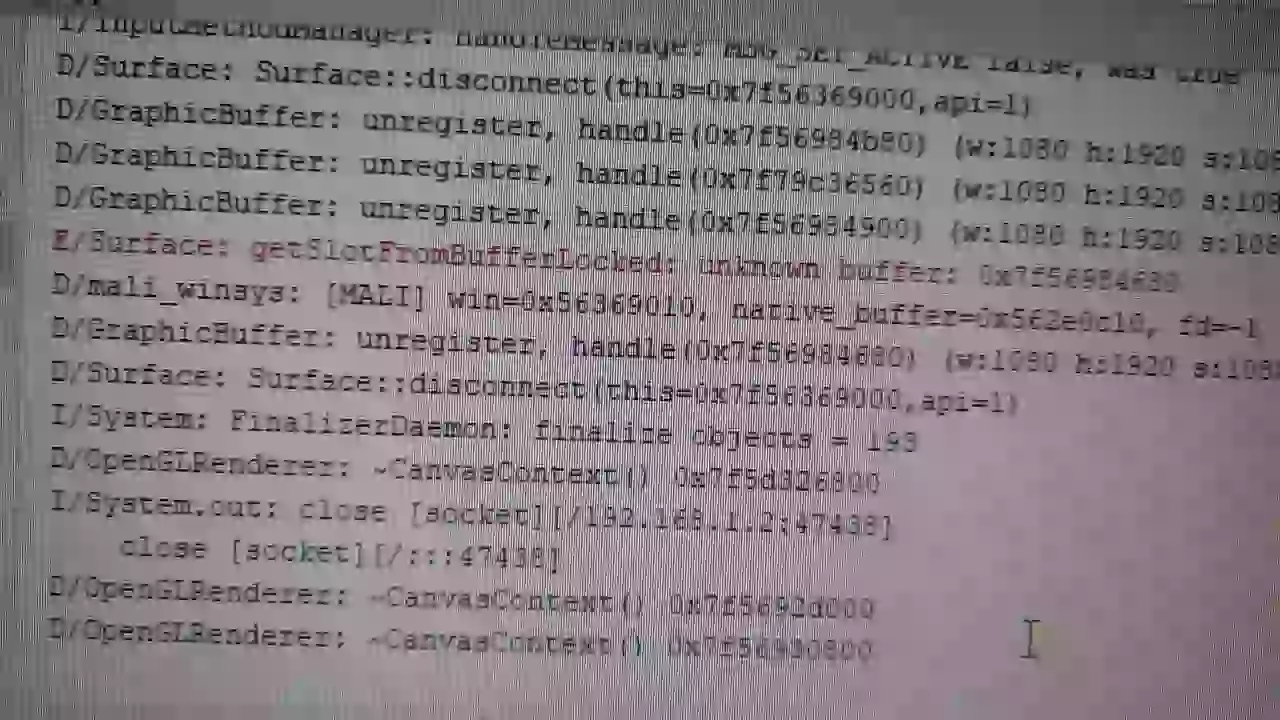 I/InputMethodManager: handleMessage: MSG_SET_ACTIVE false, was true
D/Surface: Surface::disconnect(this=0x7f56369000,api=1)
D/GraphicBuffer: unregister, handle(0x7f56984b80) (w:1080 h:1920 s:108
D/GraphicBuffer: unregister, handle(0x7f79c36560) (w:1080 h:1920 s:108
D/GraphicBuffer: unregister, handle(0x7f56984900) (w:1080 h:1920 s:108
E/Surface: getSlotFromBufferLocked: unknown buffer: 0x7f56984680
D/mali_winsys: [MALI] win=0x56369010, native_buffer=0x562e0c10, fd=-1
D/GraphicBuffer: unregister, handle(0x7f56984680) (w:1080 h:1920 s:108
D/Surface: Surface::disconnect(this=0x7f56369000,api=1)
I/System: FinalizerDaemon: finalize objects = 193
D/OpenGLRenderer: ~CanvasContext() 0x7f5d326800
I/System.out: close [socket][/192.168.1.2:47438]
close [socket][/:::47438]
D/OpenGLRenderer: ~CanvasContext() 0x7f5692d000
D/OpenGLRenderer: ~CanvasContext() 0x7f56930800